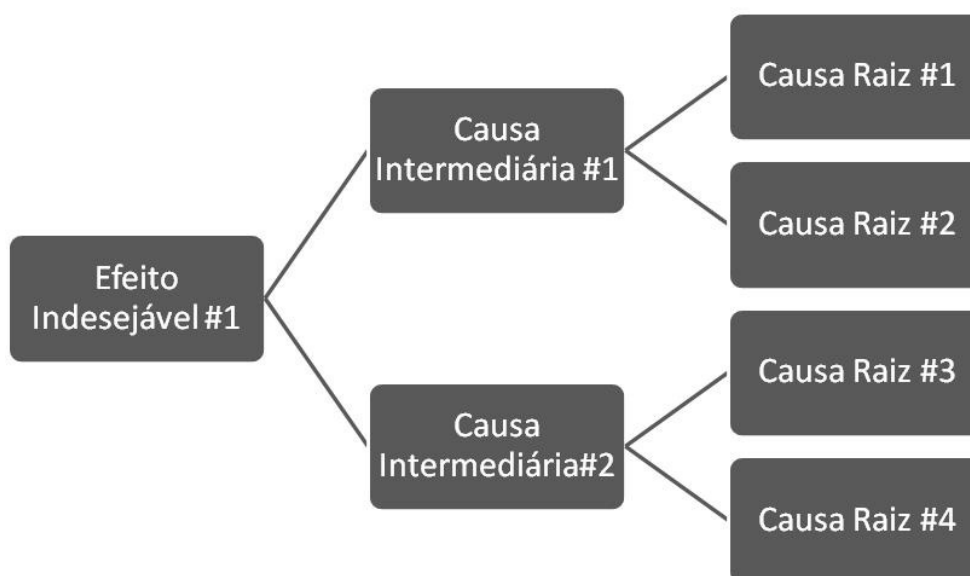 Efeito
Indesejável #1
Causa
Intermediária #1
Causa
Intermediária#2
Causa Raiz #1
Causa Raiz #2
Causa Raiz #3
Causa Raiz #4